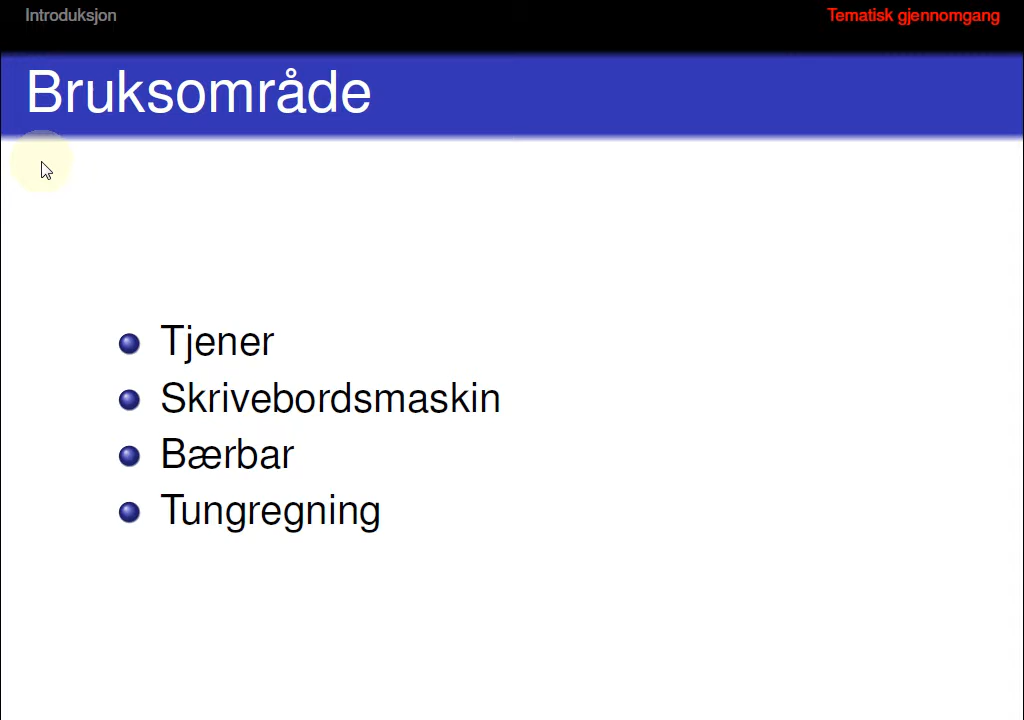 Introduksjon
Tematisk gjennomgang
Bruksområde
Tjener
Skrivebordsmaskin
Bærbar
Tungregning